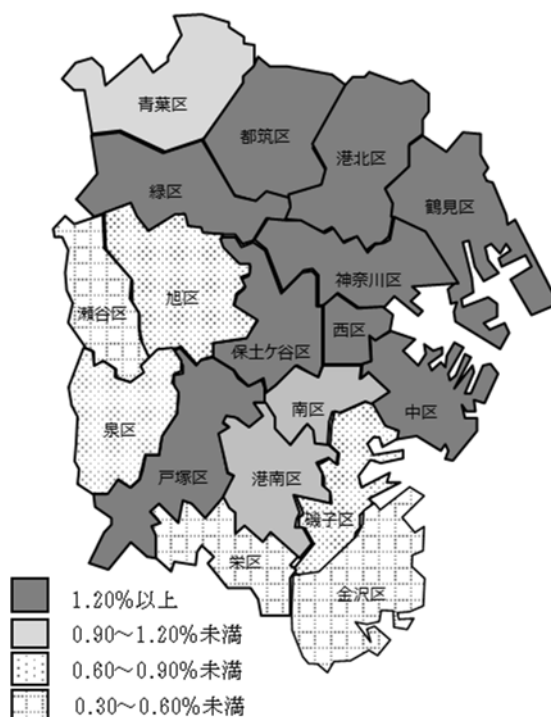 青葉区
都筑区
港北区
緑区
鶴見区
神奈川区
旭区
瀬谷区
西区
保土ケ谷区
南区
中区
泉区
戸塚区
港南区
磯子区
栄区
金沢区
1.20%以上
0.90～1.20%未満
0.60～0.90%未満
0.30～0.60%未満